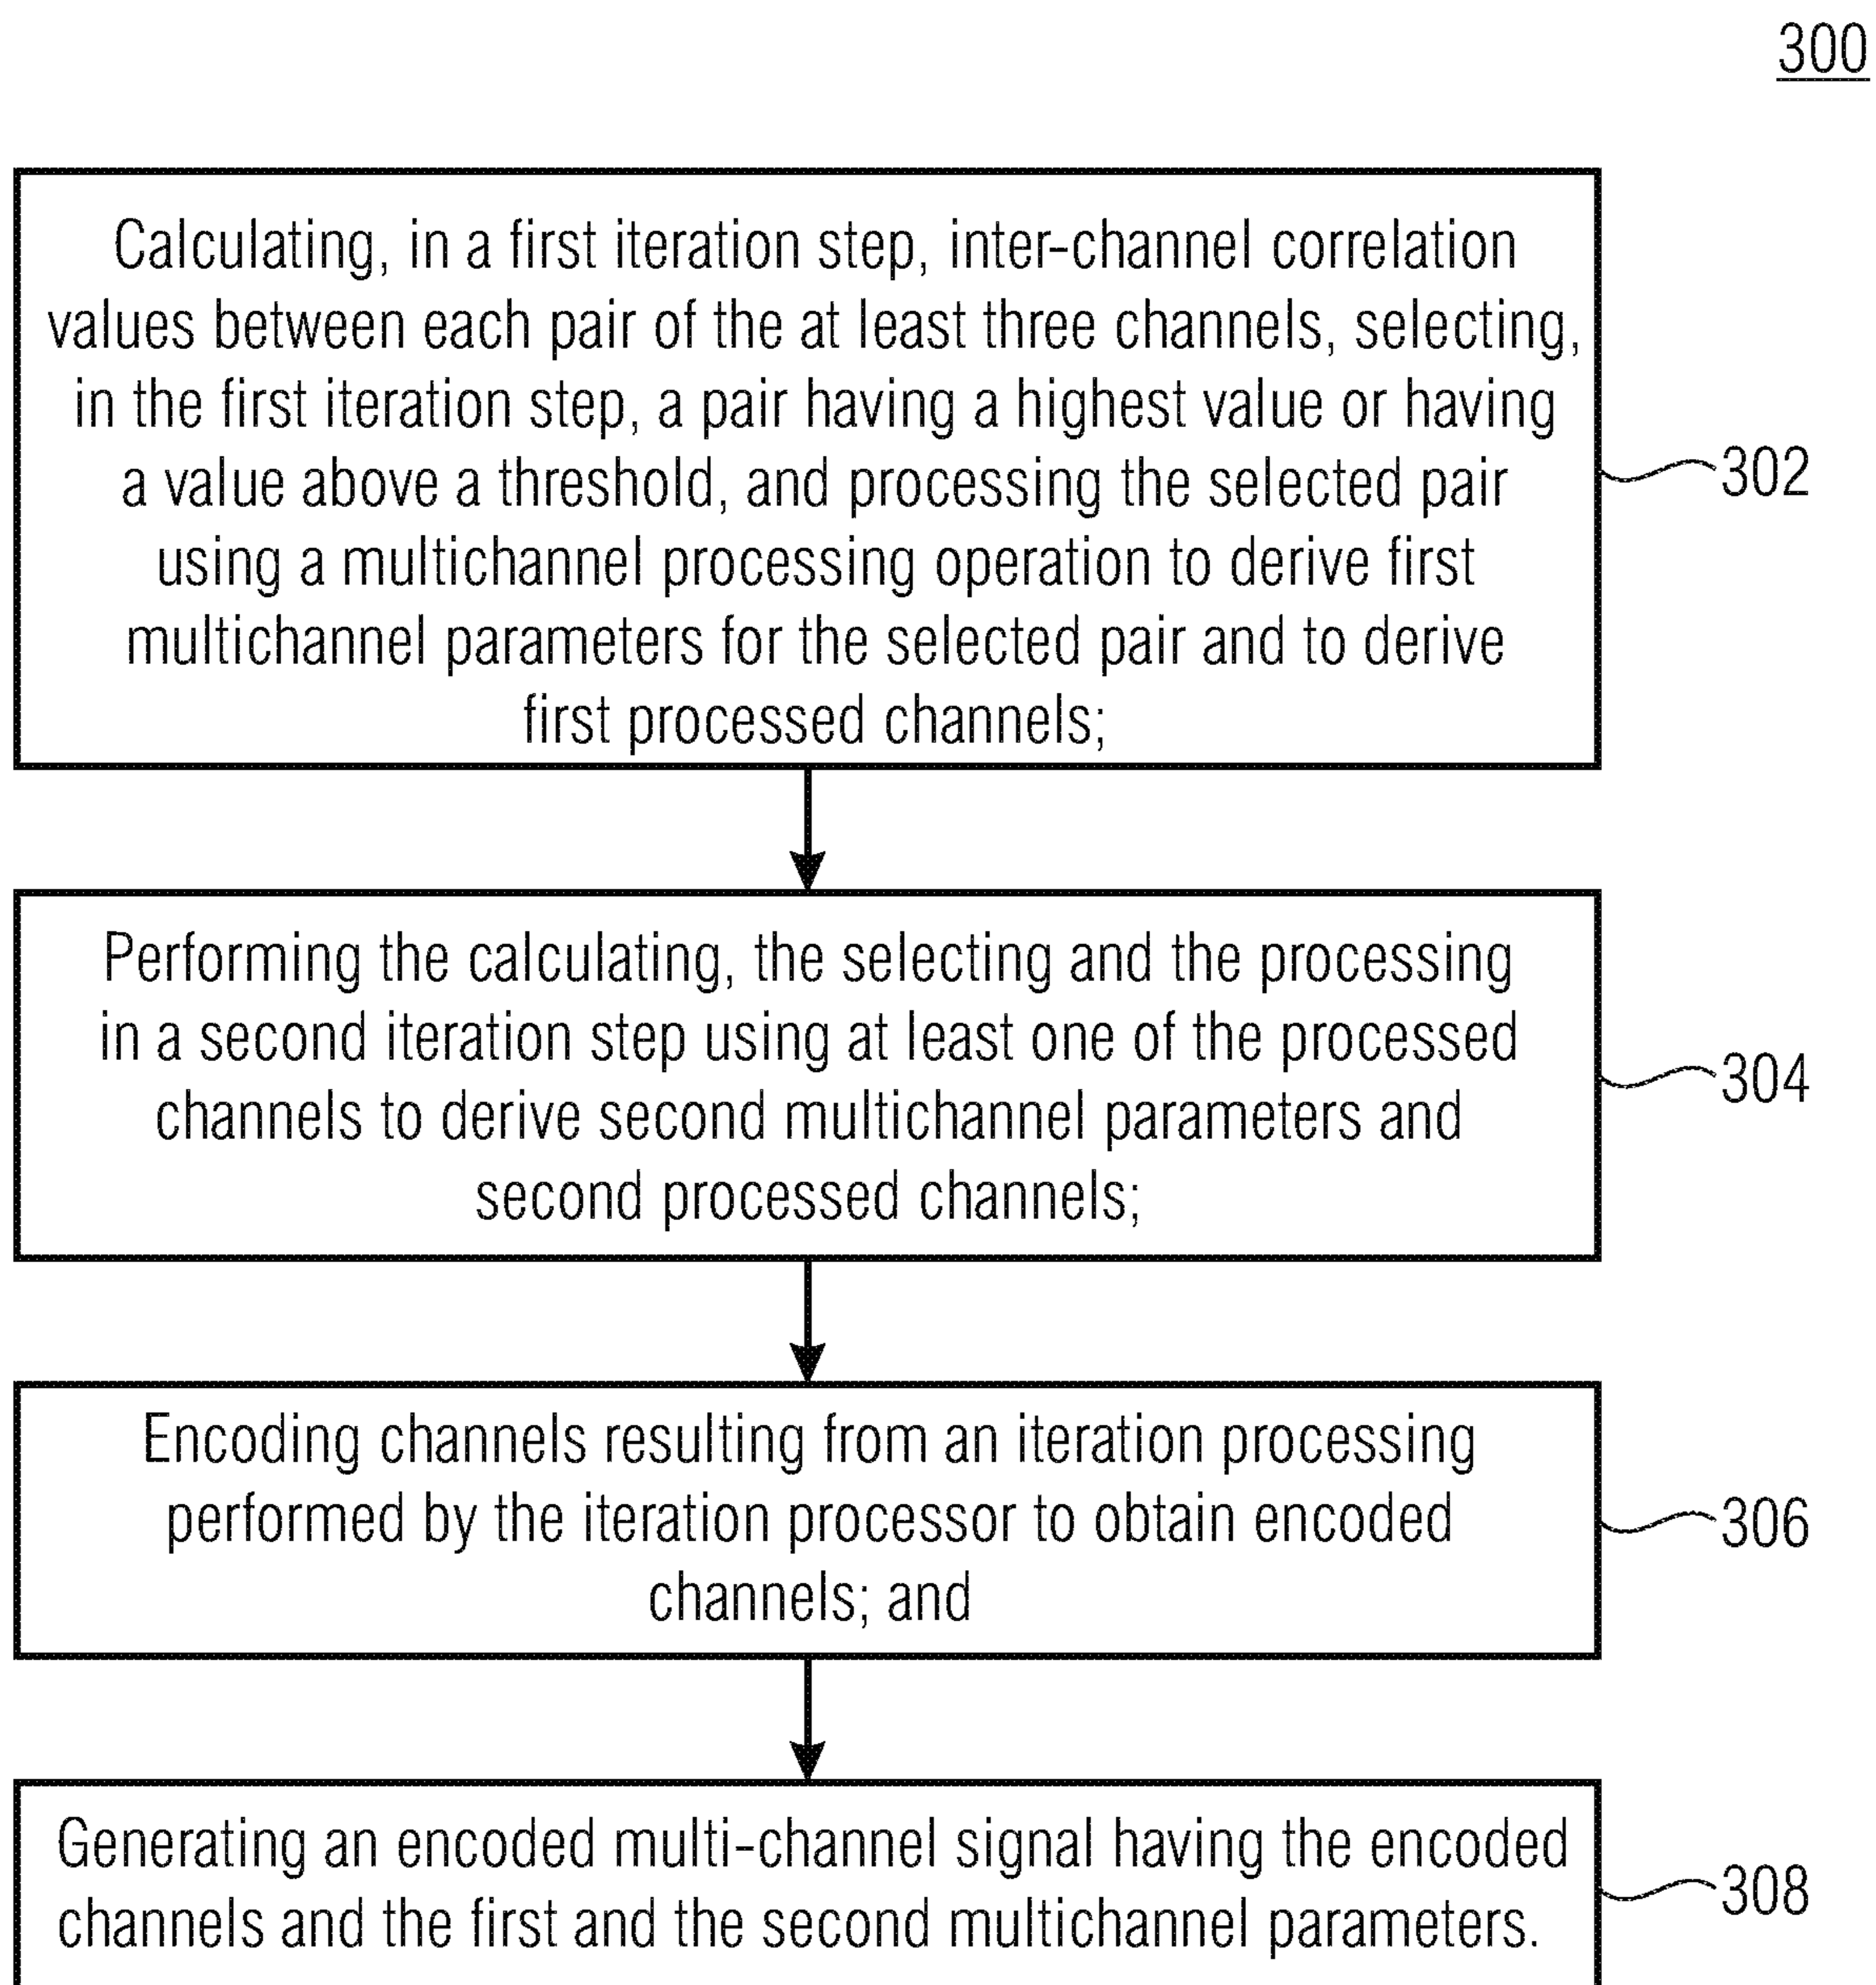 300
Calculating, in a first iteration step, inter-channel correlation
values between each pair of the at least three channels, selecting,
in the first iteration step, a pair having a highest value or having
a value above a threshold, and processing the selected pair
using a multichannel processing operation to derive first
multichannel parameters for the selected pair and to derive
first processed channels;
302
Performing the calculating, the selecting and the processing
in a second iteration step using at least one of the processed
channels to derive second multichannel parameters and
second processed channels;
304
Encoding channels resulting from an iteration processing
performed by the iteration processor to obtain encoded
channels; and
306
Generating an encoded multi-channel signal having the encoded
channels and the first and the second multichannel parameters.
308